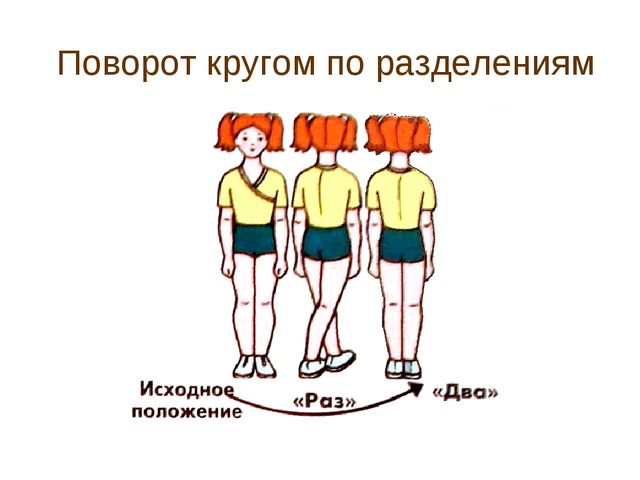 Поворот кругом по разделениям
Исходное
положение
«Раз»
«Два»